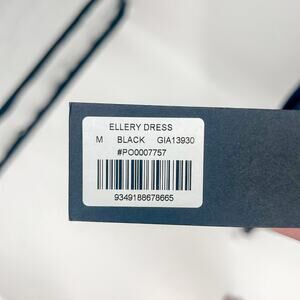 ELLERY DRESS
M BLACK GIA13930
#PO0007757
9349188678665